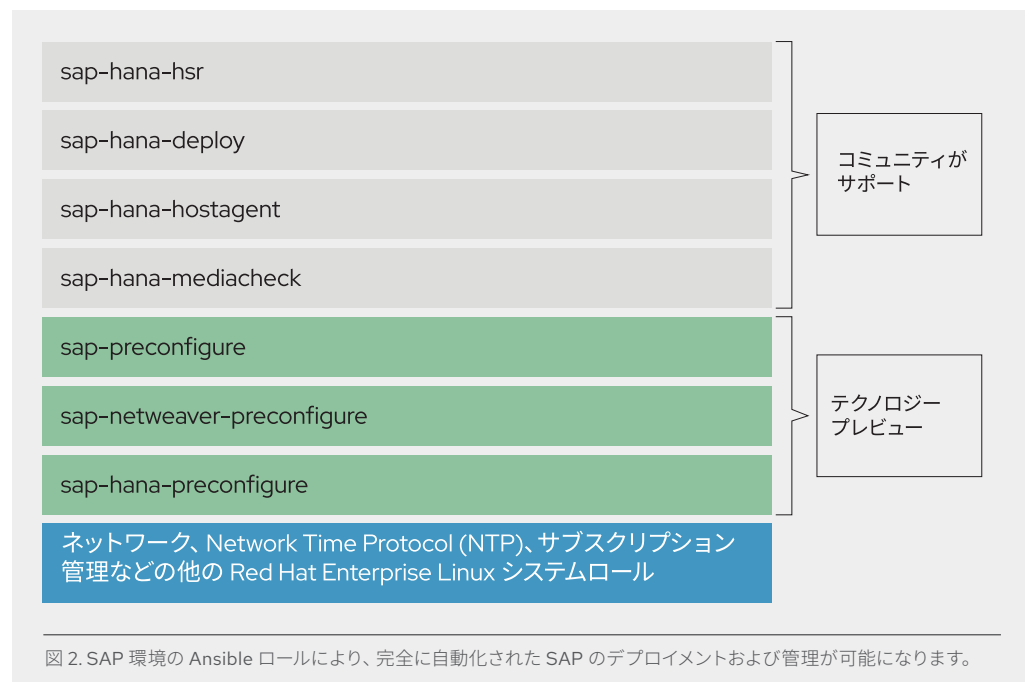 sap-hana-hsr
sap-hana-deploy
sap-hana-hostagent
sap-hana-mediacheck
コミュニティが
サポート
sap-preconfigure
sap-netweaver-preconfigure
sap-hana-preconfigure
テクノロジー
プレビュー
ネットワーク、Network Time Protocol (NTP)、サブスクリプション
管理などの他の Red Hat Enterprise Linux システムロール
図 2. SAP 環境の Ansible ロールにより、完全に自動化された SAP のデプロイメントおよび管理が可能になります。